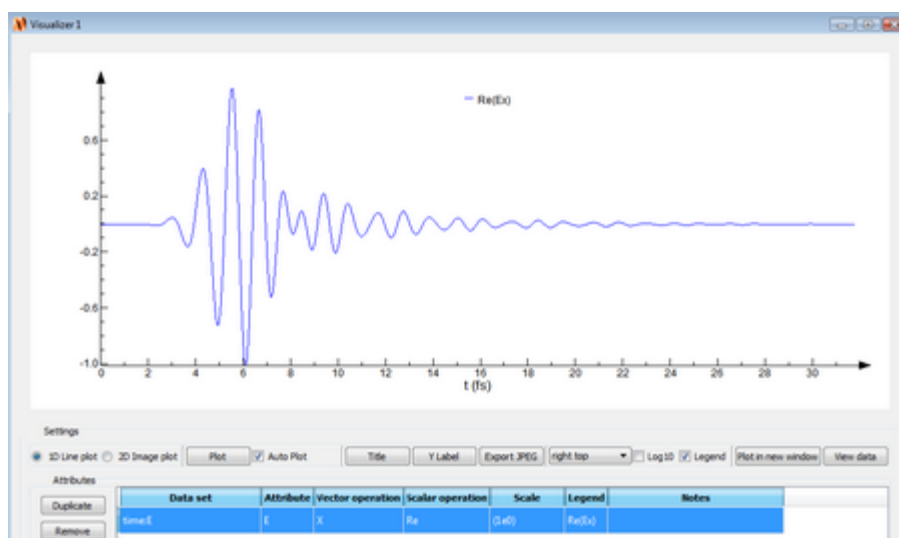 Visualizer 1
Re(Ex)
0.6
0.2
-0.2
-0.6
-1.0
0 2 4 6 8 10 12 14 16 18 20 22 24 26 28 30
t (fs)
Settings
1D Line plot 2D Image plot Plot Auto Plot Title Y Label Export JPEG right top Log10 Legend Plot in new window View data
Attributes
Duplicate
Remove
Data set Attribute Vector operation Scalar operation Scale Legend Notes
time:E E X Re (1e0) Re(Ex)